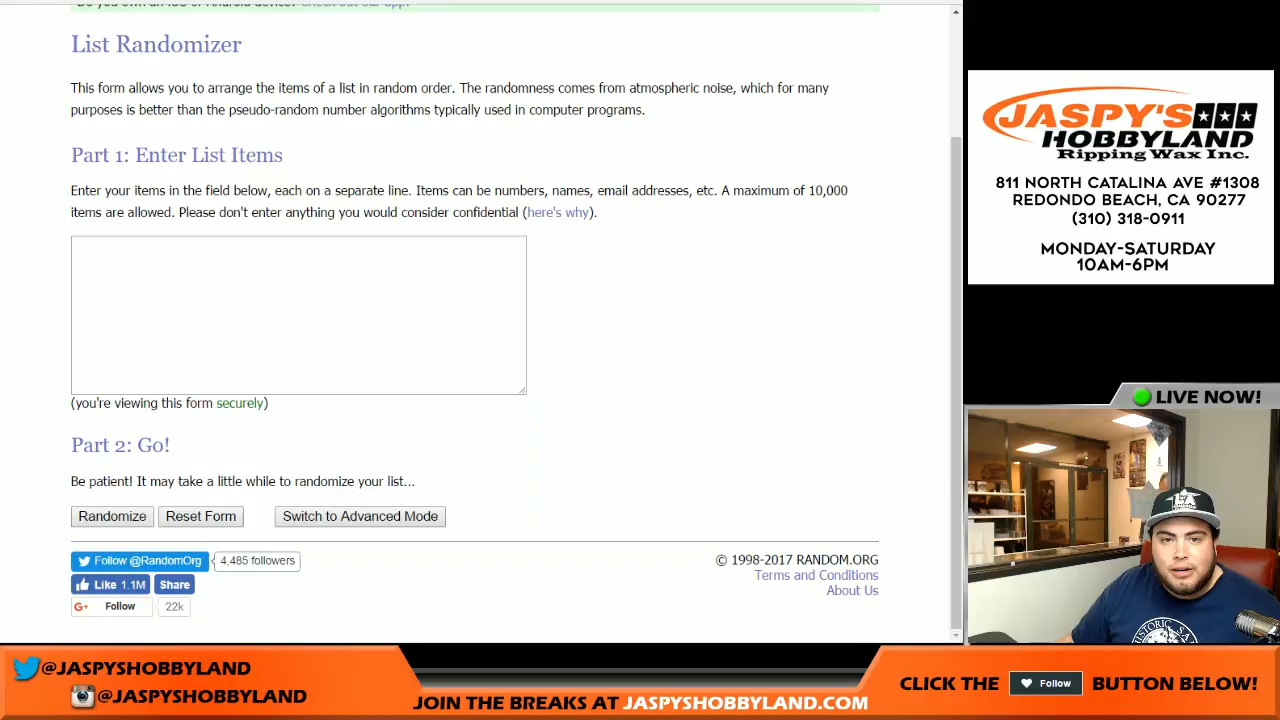 List Randomizer
This form allows you to arrange the items of a list in random order. The randomness comes from atmospheric noise, which for many
purposes is better than the pseudo-random number algorithms typically used in computer programs.
Part 1: Enter List Items
Enter your items in the field below, each on a separate line. Items can be numbers, names, email addresses, etc. A maximum of 10,000
items are allowed. Please don't enter anything you would consider confidential (here's why).
(you're viewing this form securely)
Part 2: Go!
Be patient! It may take a little while to randomize your list...
Randomize Reset Form Switch to Advanced Mode
Follow @RandomOrg 4,485 followers
Like 1.1M Share
G+ Follow 22k
© 1998-2017 RANDOM.ORG
Terms and Conditions
About Us
JASPY'S
HOBBYLAND
Ripping Wax Inc.
811 NORTH CATALINA AVE #1308
REDONDO BEACH, CA 90277
(310) 318-0911
MONDAY-SATURDAY
10AM-6PM
LIVE NOW!
@JASPYSHOBBYLAND
@JASPYSHOBBYLAND
JOIN THE BREAKS AT JASPYSHOBBYLAND.COM
CLICK THE Follow BUTTON BELOW!